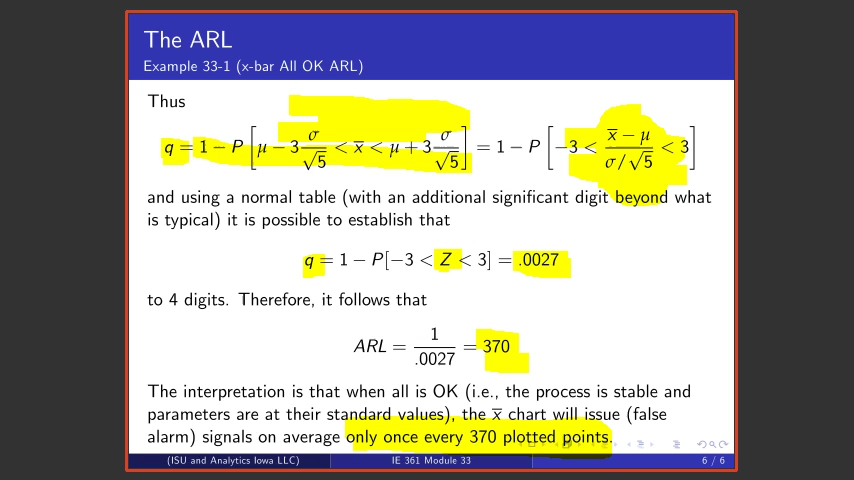 The ARL
Example 33-1 (x-bar All OK ARL)
Thus
q = 1 − P [ μ − 3 σ/√5 < x̅ < μ + 3 σ/√5 ] = 1 − P [ −3 < (x̅ − μ)/(σ/√5) < 3 ]
and using a normal table (with an additional significant digit beyond what
is typical) it is possible to establish that
q = 1 − P[−3 < Z < 3] = .0027
to 4 digits. Therefore, it follows that
ARL = 1/.0027 = 370
The interpretation is that when all is OK (i.e., the process is stable and
parameters are at their standard values), the x̅ chart will issue (false
alarm) signals on average only once every 370 plotted points.
(ISU and Analytics Iowa LLC) IE 361 Module 33 6 / 6